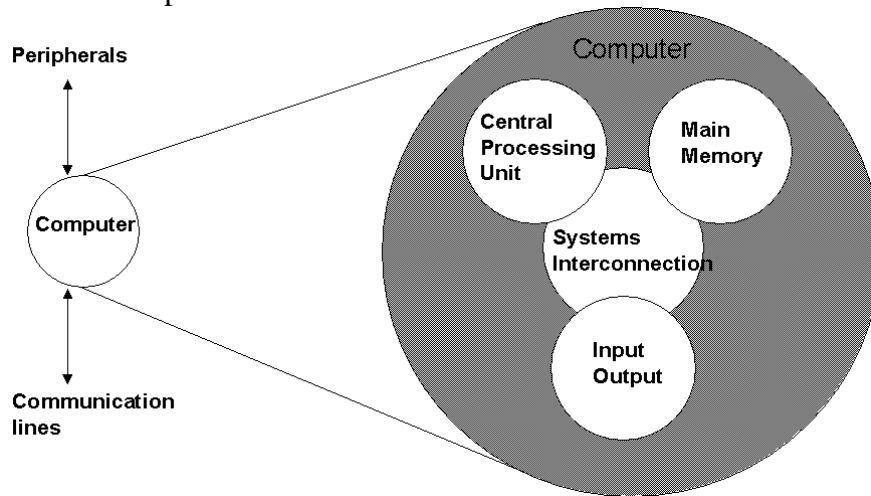 Peripherals
Computer
Communication
lines
Computer
Central
Processing
Unit
Main
Memory
Systems
Interconnection
Input
Output